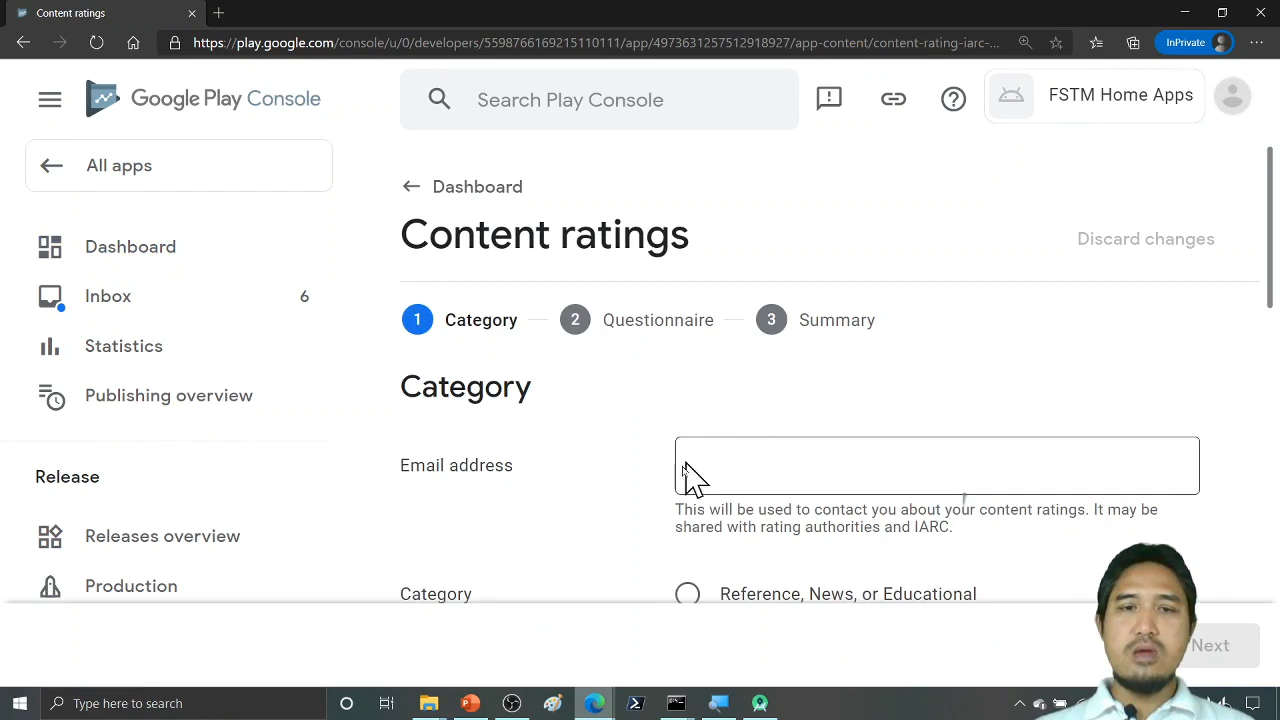 Content ratings
https://play.google.com/console/u/0/developers/5598766169215110111/app/4973631257512918927/app-content/content-rating-iarc-...
InPrivate
Google Play Console
Search Play Console
FSTM Home Apps
All apps
Dashboard
Inbox
6
Statistics
Publishing overview
Release
Releases overview
Production
Dashboard
Content ratings
Discard changes
1 Category
2 Questionnaire
3 Summary
Category
Email address
This will be used to contact you about your content ratings. It may be
shared with rating authorities and IARC.
Category
Reference, News, or Educational
Next
Type here to search